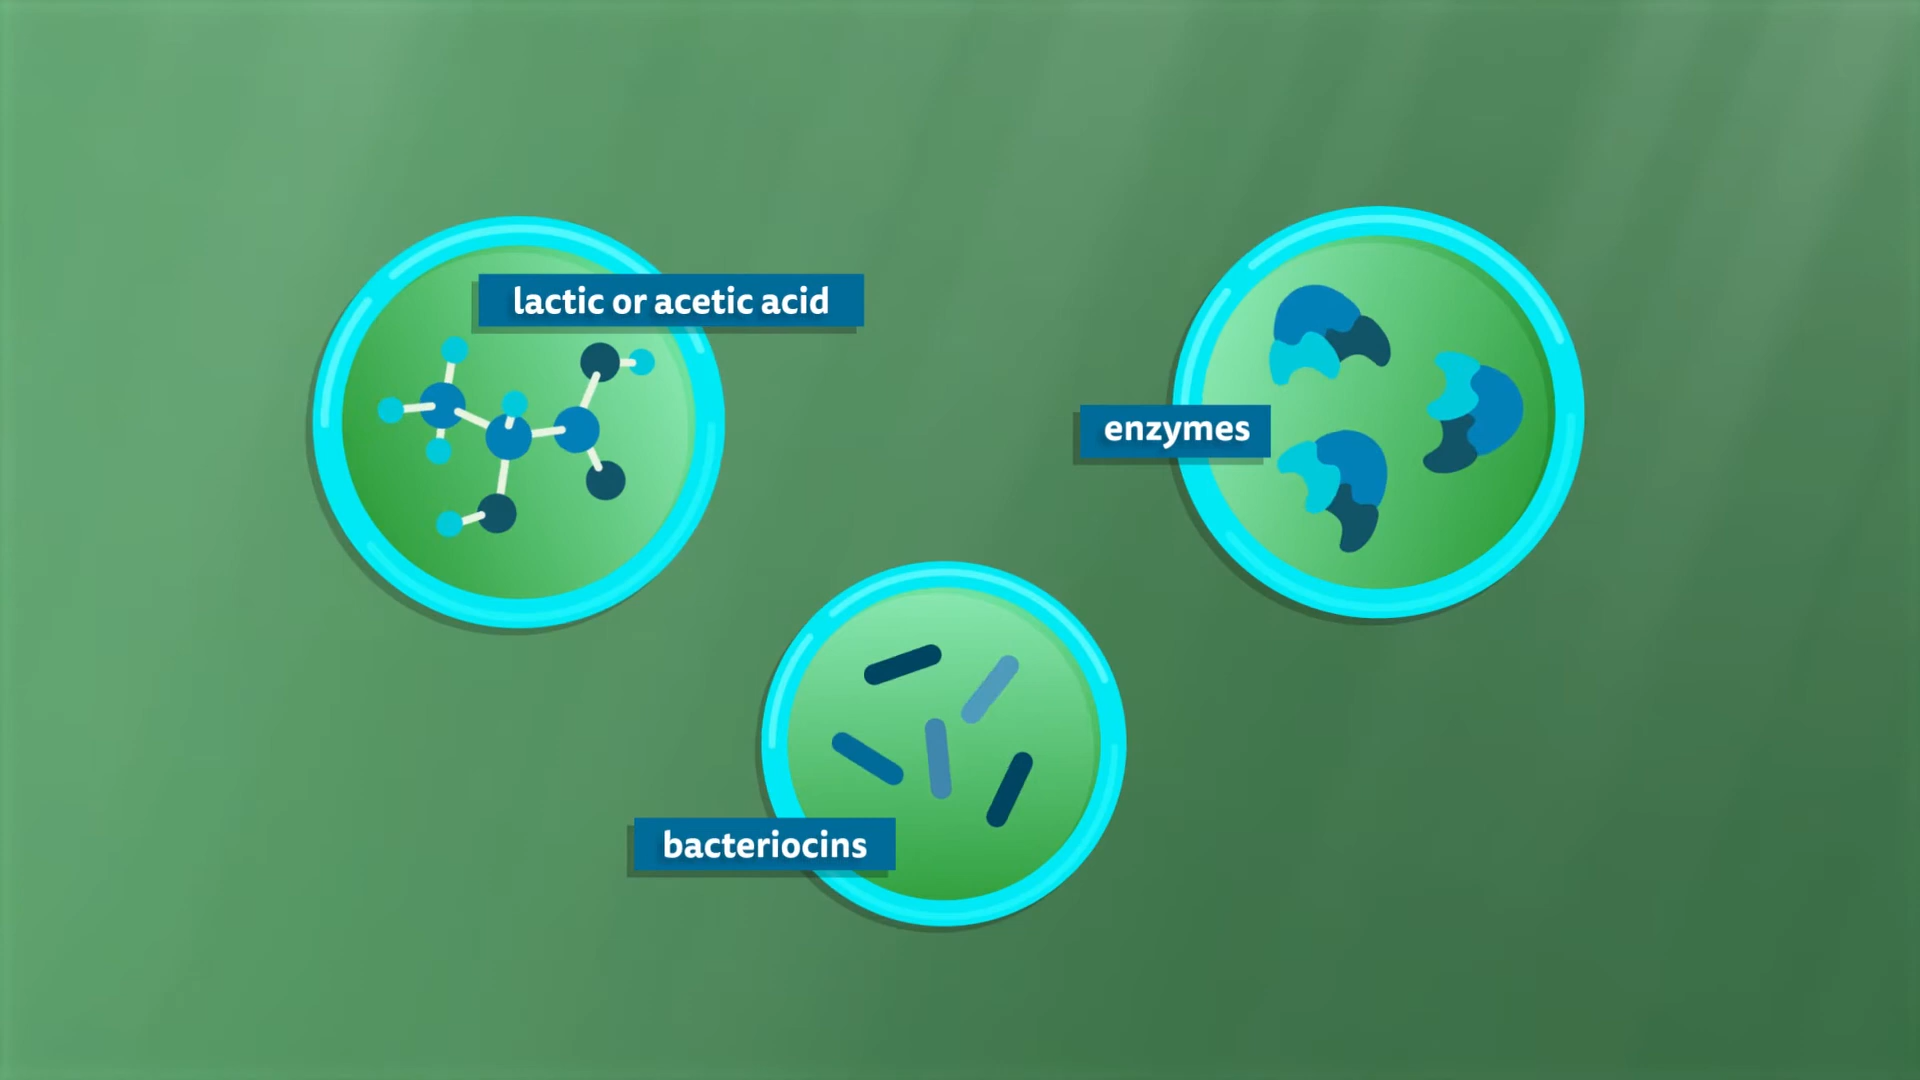 lactic or acetic acid
enzymes
bacteriocins